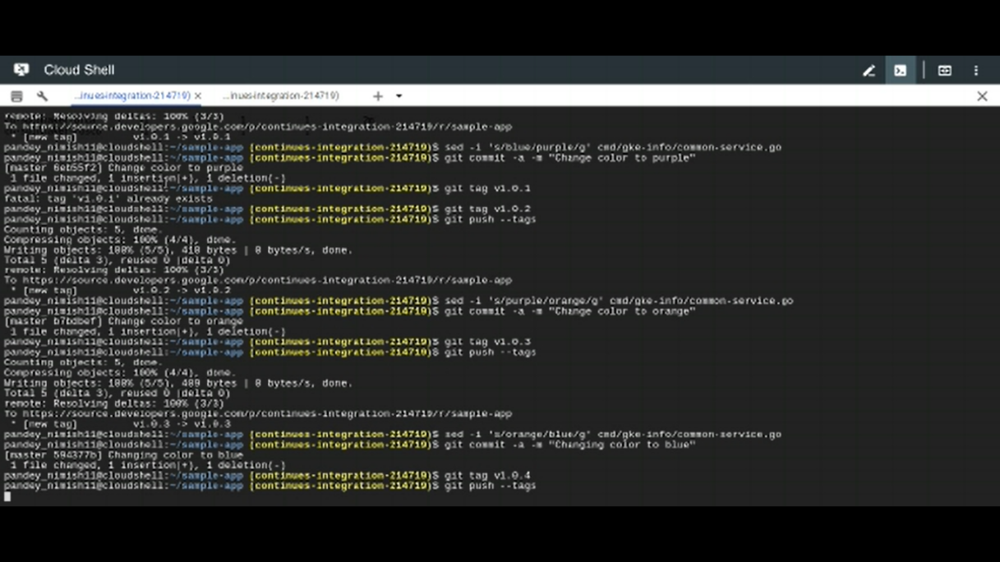 Cloud Shell
...inues-integration-214719) × ...inues-integration-214719) +
remote: Resolving deltas: 100% (3/3)
To https://source.developers.google.com/p/continues-integration-214719/r/sample-app
* [new tag] v1.0.1 -> v1.0.1
pandey_nimish11@cloudshell:~/sample-app (continues-integration-214719)$ sed -i 's/blue/purple/g' cmd/gke-info/common-service.go
pandey_nimish11@cloudshell:~/sample-app (continues-integration-214719)$ git commit -a -m "Change color to purple"
[master 6et55f2] Change color to purple
1 file changed, 1 insertion(+), 1 deletion(-)
pandey_nimish11@cloudshell:~/sample-app (continues-integration-214719)$ git tag v1.0.1
fatal: tag 'v1.0.1' already exists
pandey_nimish11@cloudshell:~/sample-app (continues-integration-214719)$ git tag v1.0.2
pandey_nimish11@cloudshell:~/sample-app (continues-integration-214719)$ git push --tags
Counting objects: 5, done.
Compressing objects: 100% (4/4), done.
Writing objects: 100% (5/5), 410 bytes | 0 bytes/s, done.
Total 5 (delta 3), reused 0 (delta 0)
remote: Resolving deltas: 100% (3/3)
To https://source.developers.google.com/p/continues-integration-214719/r/sample-app
* [new tag] v1.0.2 -> v1.0.2
pandey_nimish11@cloudshell:~/sample-app (continues-integration-214719)$ sed -i 's/purple/orange/g' cmd/gke-info/common-service.go
pandey_nimish11@cloudshell:~/sample-app (continues-integration-214719)$ git commit -a -m "Change color to orange"
[master b7bdbef] Change color to orange
1 file changed, 1 insertion(+), 1 deletion(-)
pandey_nimish11@cloudshell:~/sample-app (continues-integration-214719)$ git tag v1.0.3
pandey_nimish11@cloudshell:~/sample-app (continues-integration-214719)$ git push --tags
Counting objects: 5, done.
Compressing objects: 100% (4/4), done.
Writing objects: 100% (5/5), 409 bytes | 0 bytes/s, done.
Total 5 (delta 3), reused 0 (delta 0)
remote: Resolving deltas: 100% (3/3)
To https://source.developers.google.com/p/continues-integration-214719/r/sample-app
* [new tag] v1.0.3 -> v1.0.3
pandey_nimish11@cloudshell:~/sample-app (continues-integration-214719)$ sed -i 's/orange/blue/g' cmd/gke-info/common-service.go
pandey_nimish11@cloudshell:~/sample-app (continues-integration-214719)$ git commit -a -m "Changing color to blue"
[master 594377b] Changing color to blue
1 file changed, 1 insertion(+), 1 deletion(-)
pandey_nimish11@cloudshell:~/sample-app (continues-integration-214719)$ git tag v1.0.4
pandey_nimish11@cloudshell:~/sample-app (continues-integration-214719)$ git push --tags